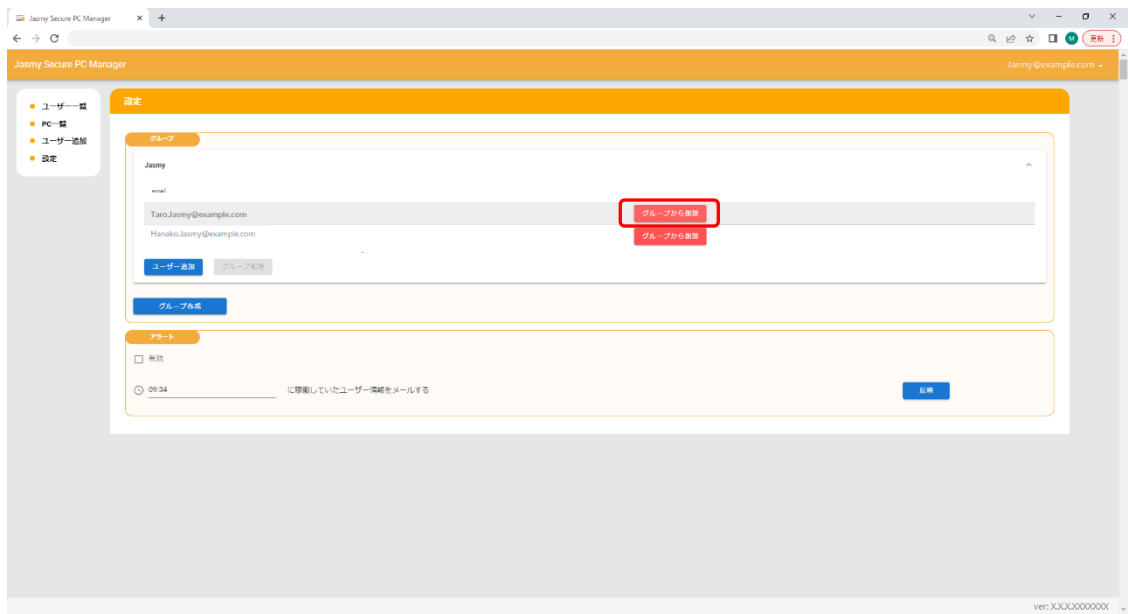 Jasmy Secure PC Manager
更新
Jasmy Secure PC Manager
Jasmy@example.com
ユーザー一覧
PC一覧
ユーザー追加
設定
設定
グループ
Jasmy
email
Taro.Jasmy@example.com
グループから削除
Hanako.Jasmy@example.com
グループから削除
ユーザー追加
グループ削除
グループ作成
アラート
有効
09:34
に稼働していたユーザー情報をメールする
反映
ver: X.X.XXXXXXXXX